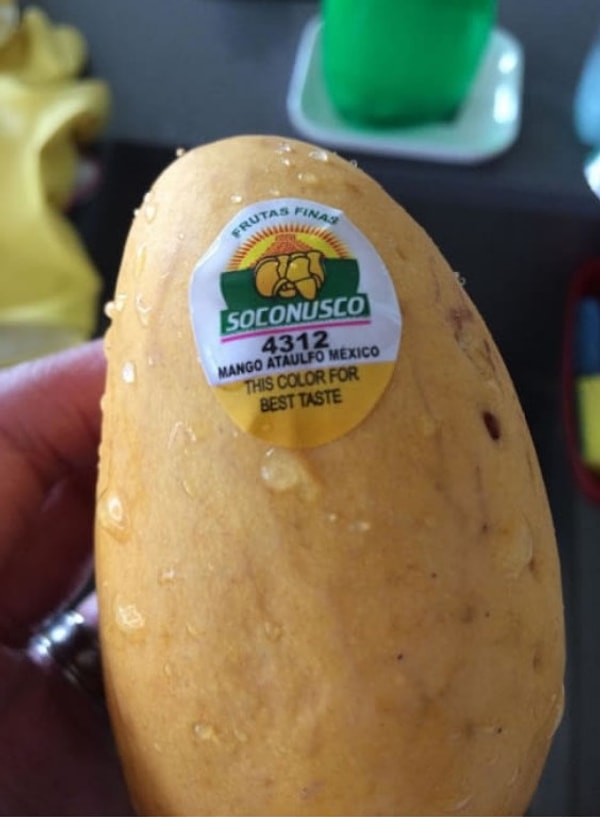 FRUTAS FINAS
SOCONUSCO
4312
MANGO ATAULFO MÉXICO
THIS COLOR FOR
BEST TASTE